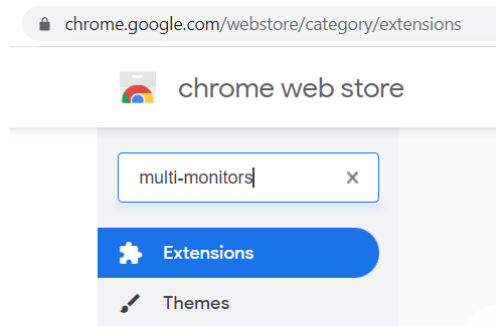 chrome.google.com/webstore/category/extensions
chrome web store
multi-monitors
Extensions
Themes